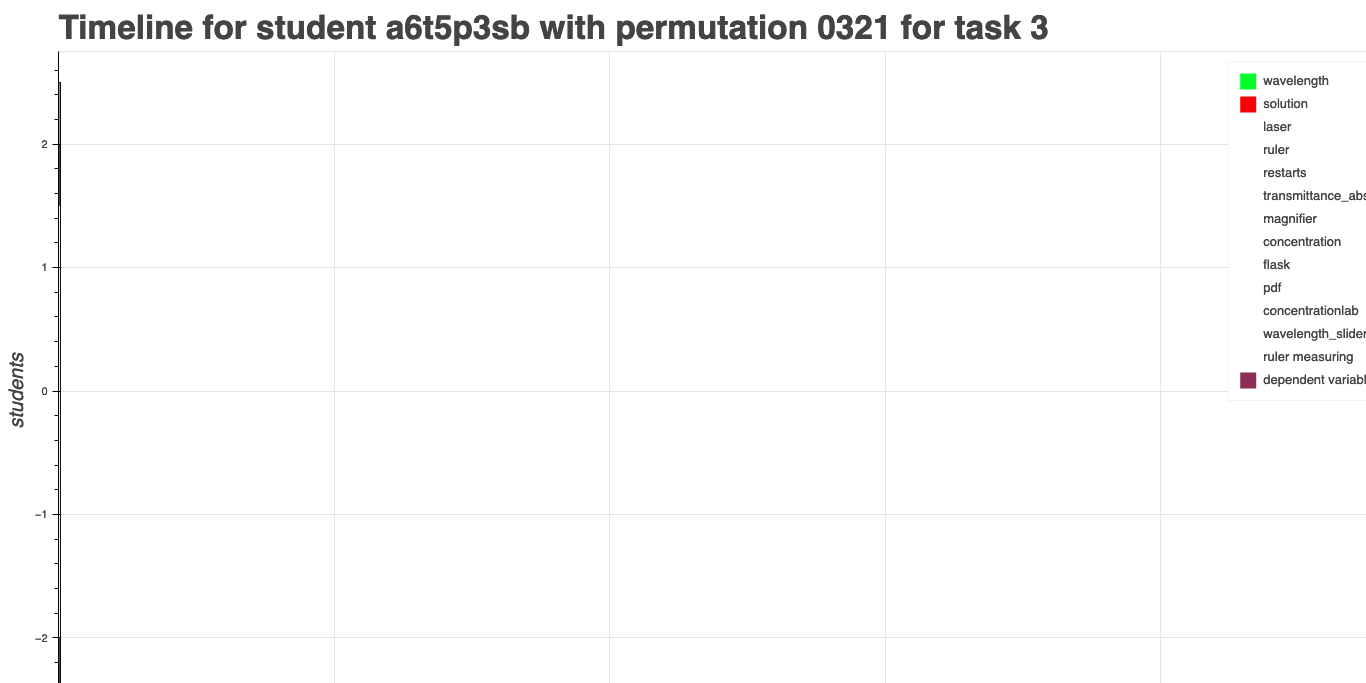 Timeline for student a6t5p3sb with permutation 0321 for task 3
wavelength
solution
laser
ruler
restarts
transmittance_abs
magnifier
concentration
flask
pdf
concentrationlab
wavelength_slider
ruler measuring
dependent variabl
students
2
1
0
−1
−2